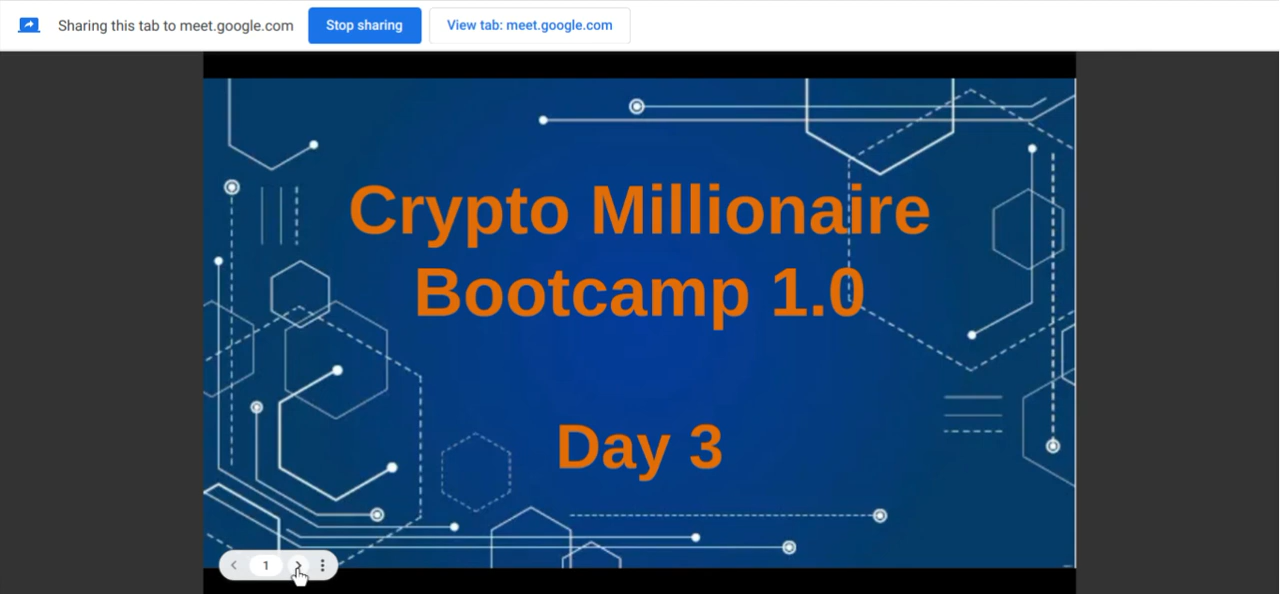 Sharing this tab to meet.google.com Stop sharing View tab: meet.google.com
Crypto Millionaire
Bootcamp 1.0
Day 3
1